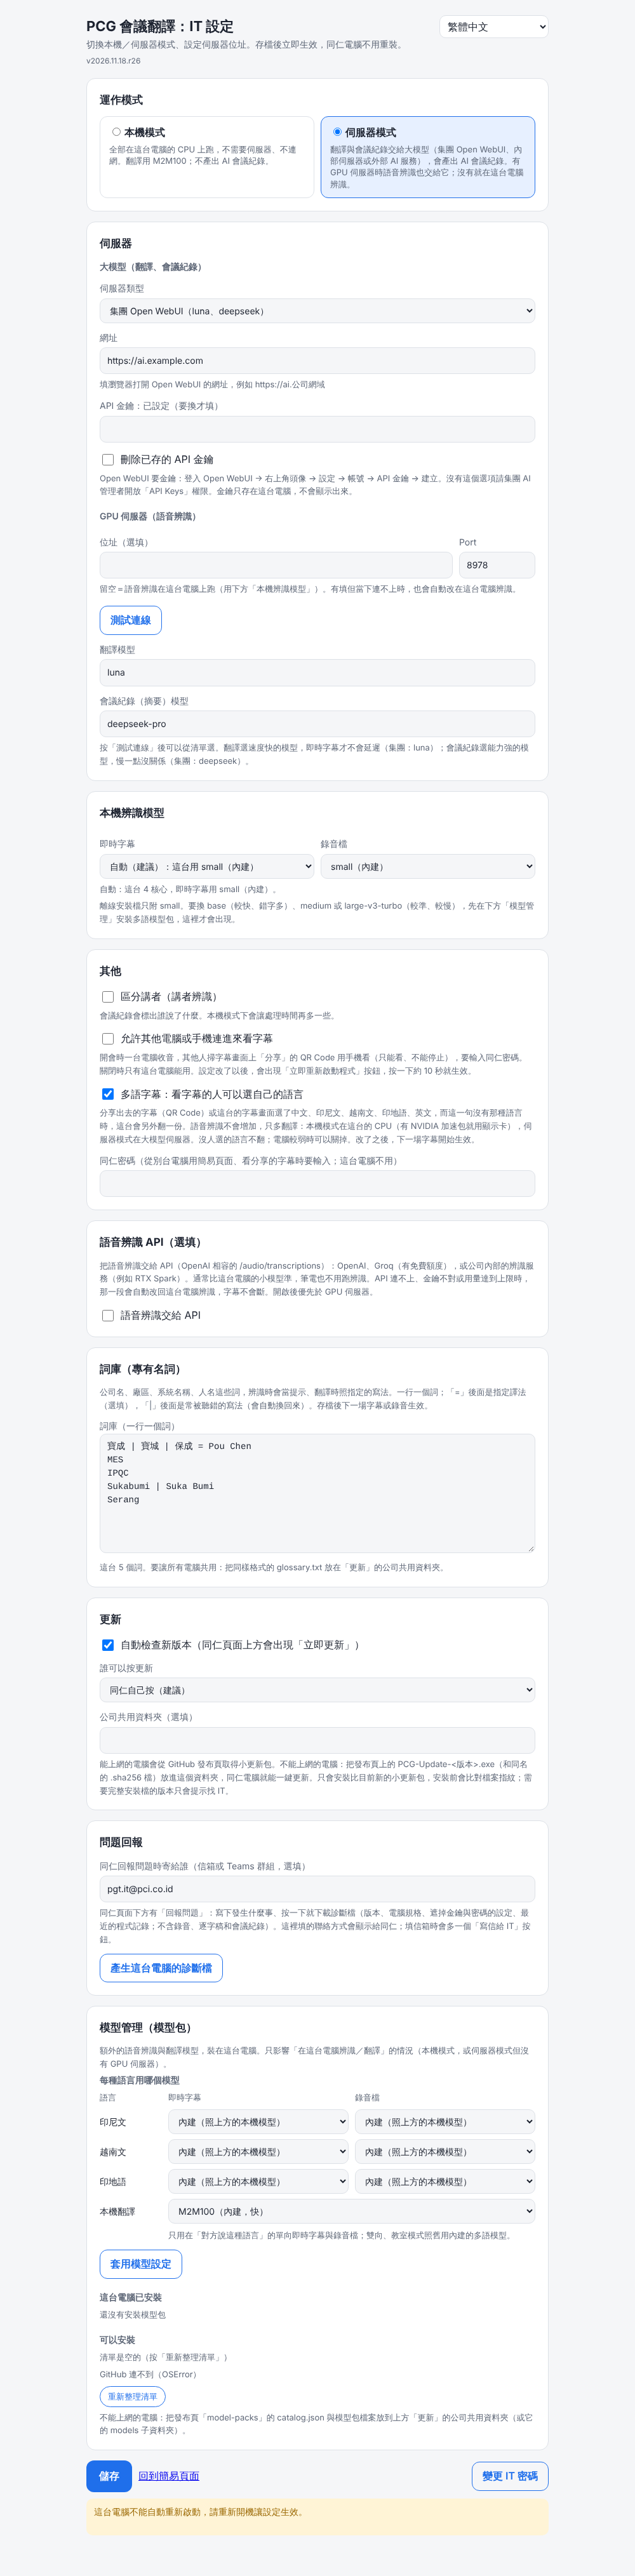 PCG 會議翻譯：IT 設定
繁體中文
切換本機／伺服器模式、設定伺服器位址。存檔後立即生效，同仁電腦不用重裝。
v2026.11.18.r26
運作模式
本機模式
全部在這台電腦的 CPU 上跑，不需要伺服器、不連
網。翻譯用 M2M100；不產出 AI 會議紀錄。
伺服器模式
翻譯與會議紀錄交給大模型（集團 Open WebUI、內
部伺服器或外部 AI 服務），會產出 AI 會議紀錄。有
GPU 伺服器時語音辨識也交給它；沒有就在這台電腦
辨識。
伺服器
大模型（翻譯、會議紀錄）
伺服器類型
集團 Open WebUI（luna、deepseek）
網址
https://ai.example.com
填瀏覽器打開 Open WebUI 的網址，例如 https://ai.公司網域
API 金鑰：已設定（要換才填）
刪除已存的 API 金鑰
Open WebUI 要金鑰：登入 Open WebUI → 右上角頭像 → 設定 → 帳號 → API 金鑰 → 建立。沒有這個選項請集團 AI
管理者開放「API Keys」權限。金鑰只存在這台電腦，不會顯示出來。
GPU 伺服器（語音辨識）
位址（選填）
Port
8978
留空＝語音辨識在這台電腦上跑（用下方「本機辨識模型」）。有填但當下連不上時，也會自動改在這台電腦辨識。
測試連線
翻譯模型
luna
會議紀錄（摘要）模型
deepseek-pro
按「測試連線」後可以從清單選。翻譯選速度快的模型，即時字幕才不會延遲（集團：luna）；會議紀錄選能力強的模
型，慢一點沒關係（集團：deepseek）。
本機辨識模型
即時字幕
錄音檔
自動（建議）：這台用 small（內建）
small（內建）
自動：這台 4 核心，即時字幕用 small（內建）。
離線安裝檔只附 small。要換 base（較快、錯字多）、medium 或 large-v3-turbo（較準、較慢），先在下方「模型管
理」安裝多語模型包，這裡才會出現。
其他
區分講者（講者辨識）
會議紀錄會標出誰說了什麼。本機模式下會讓處理時間再多一些。
允許其他電腦或手機連進來看字幕
開會時一台電腦收音，其他人掃字幕畫面上「分享」的 QR Code 用手機看（只能看、不能停止），要輸入同仁密碼。
關閉時只有這台電腦能用。設定改了以後，會出現「立即重新啟動程式」按鈕，按一下約 10 秒就生效。
多語字幕：看字幕的人可以選自己的語言
分享出去的字幕（QR Code）或這台的字幕畫面選了中文、印尼文、越南文、印地語、英文，而這一句沒有那種語言
時，這台會另外翻一份。語音辨識不會增加，只多翻譯：本機模式在這台的 CPU（有 NVIDIA 加速包就用顯示卡），伺
服器模式在大模型伺服器。沒人選的語言不翻；電腦較弱時可以關掉。改了之後，下一場字幕開始生效。
同仁密碼（從別台電腦用簡易頁面、看分享的字幕時要輸入；這台電腦不用）
語音辨識 API（選填）
把語音辨識交給 API（OpenAI 相容的 /audio/transcriptions）：OpenAI、Groq（有免費額度），或公司內部的辨識服
務（例如 RTX Spark）。通常比這台電腦的小模型準，筆電也不用跑辨識。API 連不上、金鑰不對或用量達到上限時，
那一段會自動改回這台電腦辨識，字幕不會斷。開啟後優先於 GPU 伺服器。
語音辨識交給 API
詞庫（專有名詞）
公司名、廠區、系統名稱、人名這些詞，辨識時會當提示、翻譯時照指定的寫法。一行一個詞；「=」後面是指定譯法
（選填），「|」後面是常被聽錯的寫法（會自動換回來）。存檔後下一場字幕或錄音生效。
詞庫（一行一個詞）
寶成 | 寶城 | 保成 = Pou Chen
MES
IPQC
Sukabumi | Suka Bumi
Serang
這台 5 個詞。要讓所有電腦共用：把同樣格式的 glossary.txt 放在「更新」的公司共用資料夾。
更新
自動檢查新版本（同仁頁面上方會出現「立即更新」）
誰可以按更新
同仁自己按（建議）
公司共用資料夾（選填）
能上網的電腦會從 GitHub 發布頁取得小更新包。不能上網的電腦：把發布頁上的 PCG-Update-<版本>.exe（和同名
的 .sha256 檔）放進這個資料夾，同仁電腦就能一鍵更新。只會安裝比目前新的小更新包，安裝前會比對檔案指紋；需
要完整安裝檔的版本只會提示找 IT。
問題回報
同仁回報問題時寄給誰（信箱或 Teams 群組，選填）
pgt.it@pci.co.id
同仁頁面下方有「回報問題」：寫下發生什麼事、按一下就下載診斷檔（版本、電腦規格、遮掉金鑰與密碼的設定、最
近的程式記錄；不含錄音、逐字稿和會議紀錄）。這裡填的聯絡方式會顯示給同仁；填信箱時會多一個「寫信給 IT」按
鈕。
產生這台電腦的診斷檔
模型管理（模型包）
額外的語音辨識與翻譯模型，裝在這台電腦。只影響「在這台電腦辨識／翻譯」的情況（本機模式，或伺服器模式但沒
有 GPU 伺服器）。
每種語言用哪個模型
語言
即時字幕
錄音檔
印尼文
內建（照上方的本機模型）
內建（照上方的本機模型）
越南文
內建（照上方的本機模型）
內建（照上方的本機模型）
印地語
內建（照上方的本機模型）
內建（照上方的本機模型）
本機翻譯
M2M100（內建，快）
只用在「對方說這種語言」的單向即時字幕與錄音檔；雙向、教室模式照舊用內建的多語模型。
套用模型設定
這台電腦已安裝
還沒有安裝模型包
可以安裝
清單是空的（按「重新整理清單」）
GitHub 連不到（OSError）
重新整理清單
不能上網的電腦：把發布頁「model-packs」的 catalog.json 與模型包檔案放到上方「更新」的公司共用資料夾（或它
的 models 子資料夾）。
儲存
回到簡易頁面
變更 IT 密碼
這台電腦不能自動重新啟動，請重新開機讓設定生效。